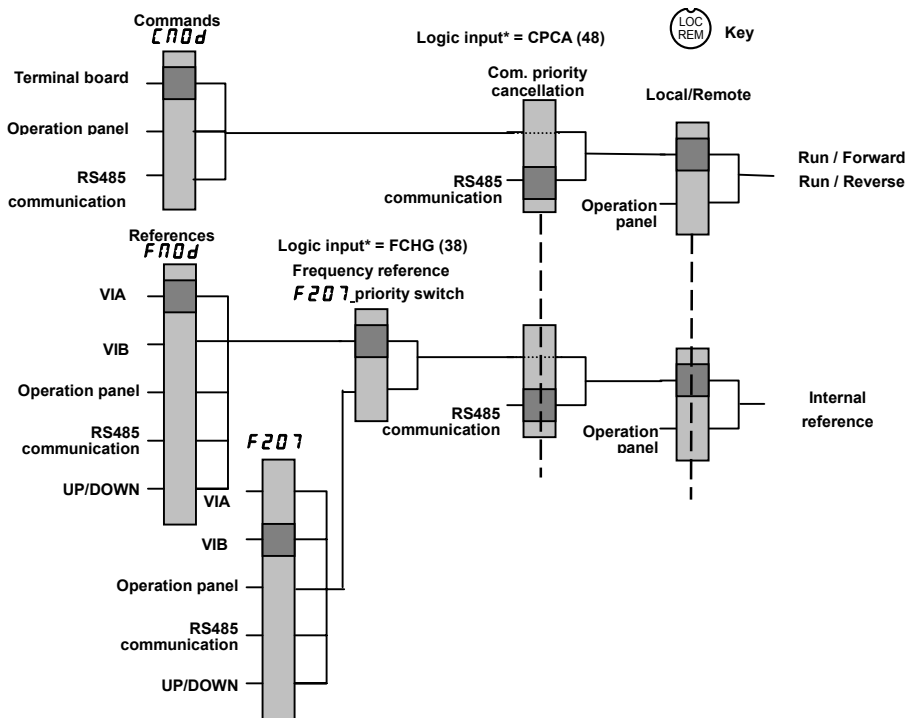 Commands
CMOd
LOC
REM
Key
Logic input* = CPCA (48)
Com. priority
cancellation
Local/Remote
Terminal board
Operation panel
RS485
communication
RS485
communication
Operation
panel
Run / Forward
Run / Reverse
References
FMOd
Logic input* = FCHG (38)
Frequency reference
F207 priority switch
VIA
VIB
Operation panel
RS485
communication
UP/DOWN
RS485
communication
Operation
panel
Internal
reference
F207
VIA
VIB
Operation panel
RS485
communication
UP/DOWN